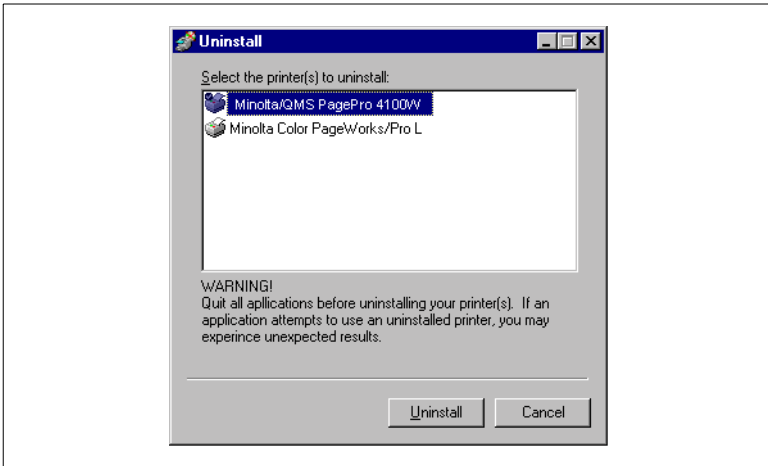 Uninstall
Select the printer(s) to uninstall:
Minolta/QMS PagePro 4100W
Minolta Color PageWorks/Pro L
WARNING!
Quit all apllications before uninstalling your printer(s). If an
application attempts to use an uninstalled printer, you may
experince unexpected results.
Uninstall Cancel